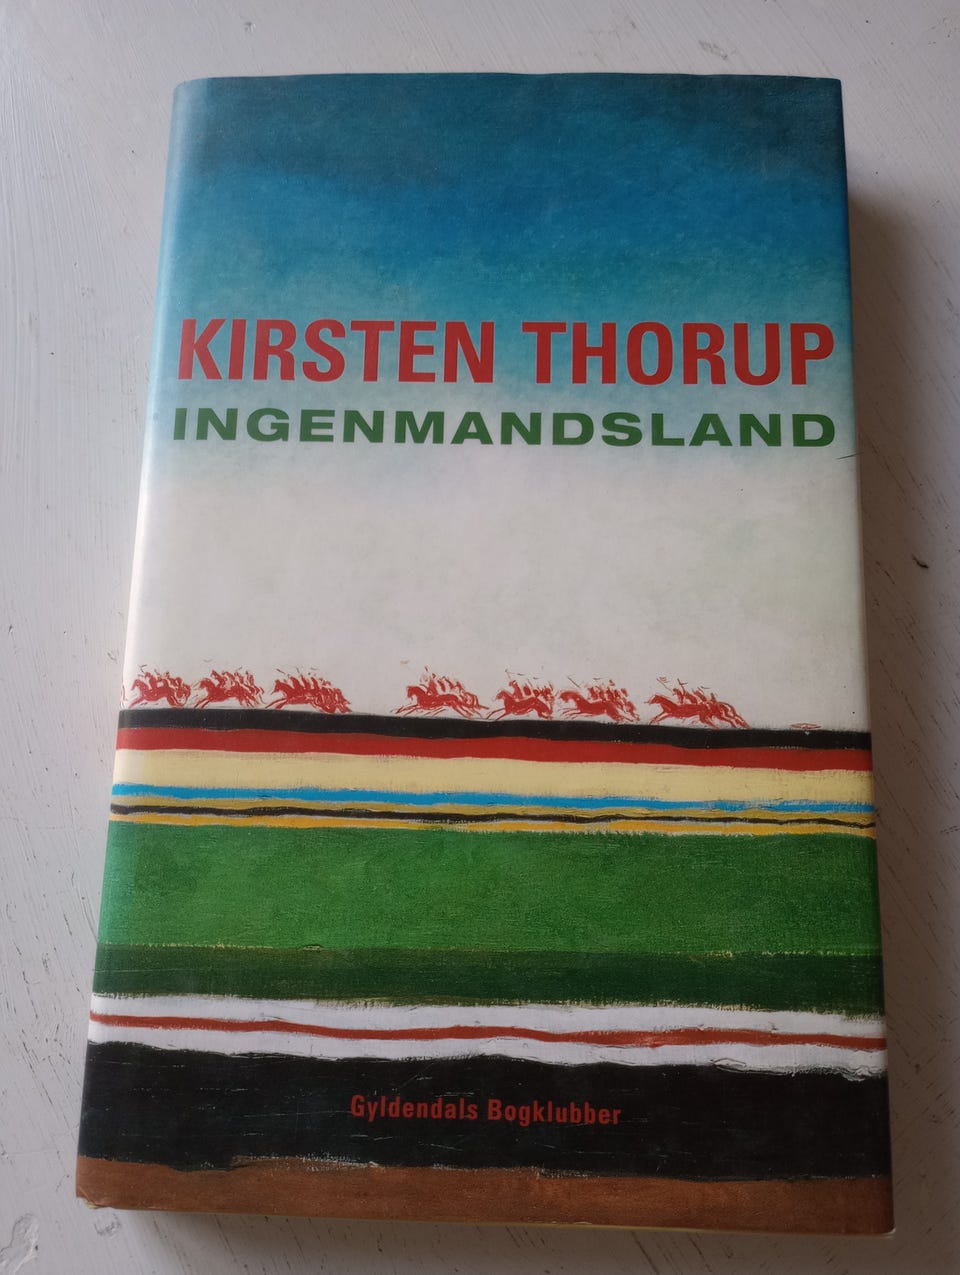 KIRSTEN THORUP
INGENMANDSLAND
Gyldendals Bogklubber